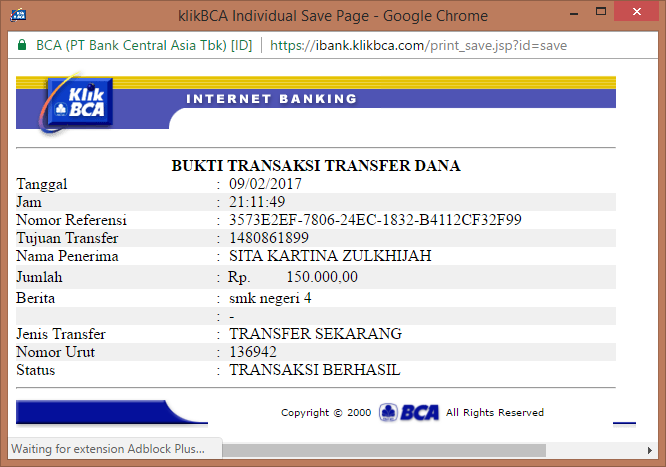 klikBCA Individual Save Page - Google Chrome
BCA (PT Bank Central Asia Tbk) [ID] https://ibank.klikbca.com/print_save.jsp?id=save
Klik BCA
INTERNET BANKING
BUKTI TRANSAKSI TRANSFER DANA
Tanggal : 09/02/2017
Jam : 21:11:49
Nomor Referensi : 3573E2EF-7806-24EC-1832-B4112CF32F99
Tujuan Transfer : 1480861899
Nama Penerima : SITA KARTINA ZULKHIJAH
Jumlah : Rp. 150.000,00
Berita : smk negeri 4
: -
Jenis Transfer : TRANSFER SEKARANG
Nomor Urut : 136942
Status : TRANSAKSI BERHASIL
Copyright © 2000 BCA All Rights Reserved
Waiting for extension Adblock Plus...